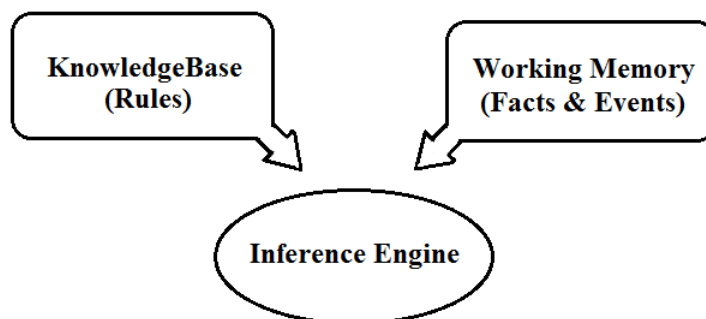 KnowledgeBase
(Rules)
Working Memory
(Facts & Events)
Inference Engine